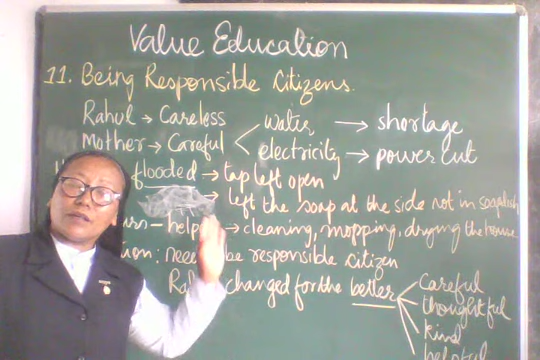 Value Education
11. Being Responsible Citizens.
Rahul → Careless
Mother → Careful < water → shortage
electricity → power cut
flooded → tap left open
→ left the soap at the side not in soapdish
help → cleaning, mopping, drying the house
be responsible citizen
changed for the better
Careful
thoughtful
kind
helpful